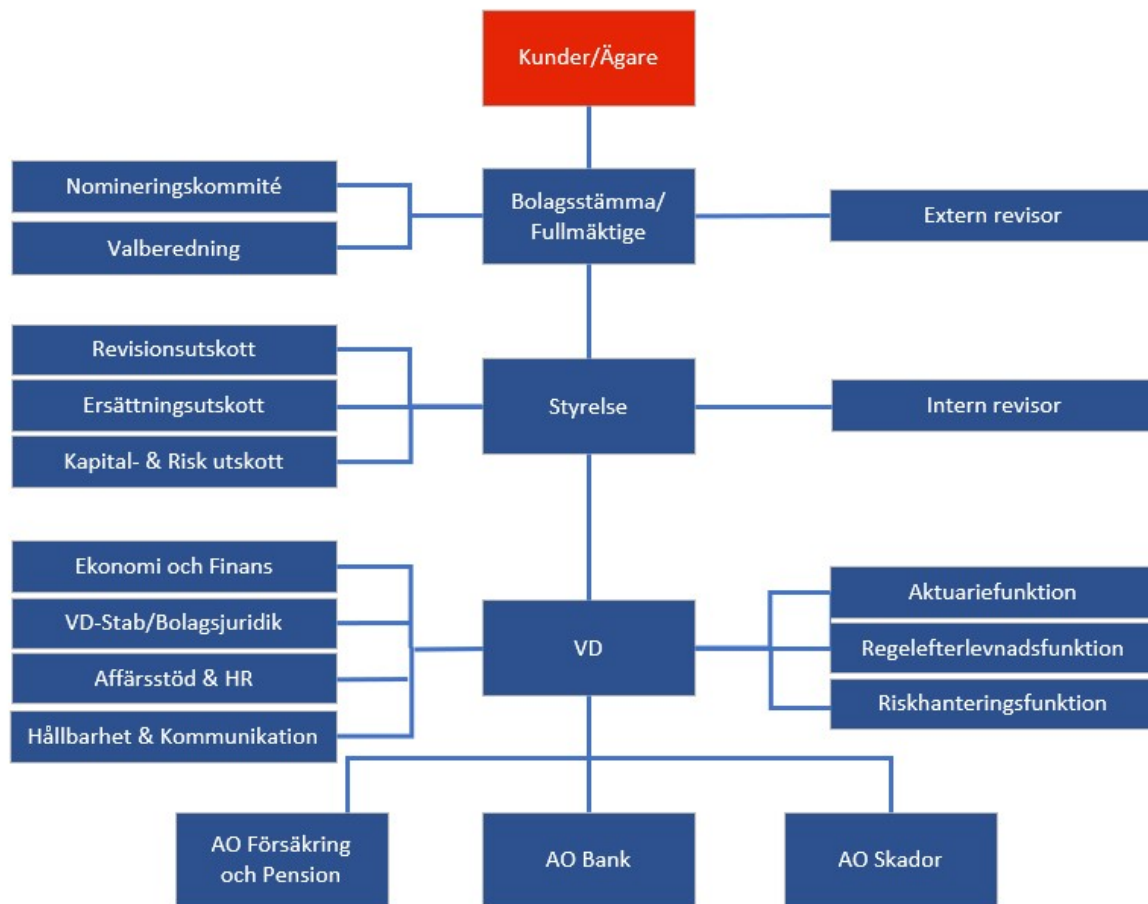 Kunder/Ägare
Nomineringskommité
Valberedning
Bolagsstämma/
Fullmäktige
Extern revisor
Revisionsutskott
Ersättningsutskott
Kapital- & Risk utskott
Styrelse
Intern revisor
Ekonomi och Finans
VD-Stab/Bolagsjuridik
Affärsstöd & HR
Hållbarhet & Kommunikation
VD
Aktuariefunktion
Regelefterlevnadsfunktion
Riskhanteringsfunktion
AO Försäkring
och Pension
AO Bank
AO Skador